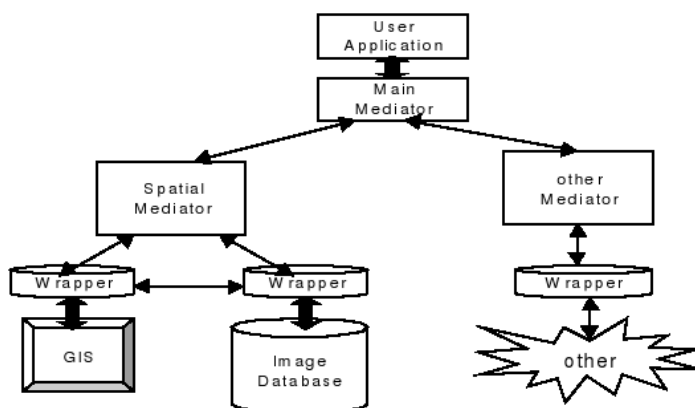 User
Application
Main
Mediator
Spatial
Mediator
other
Mediator
Wrapper
Wrapper
Wrapper
GIS
Image
Database
other